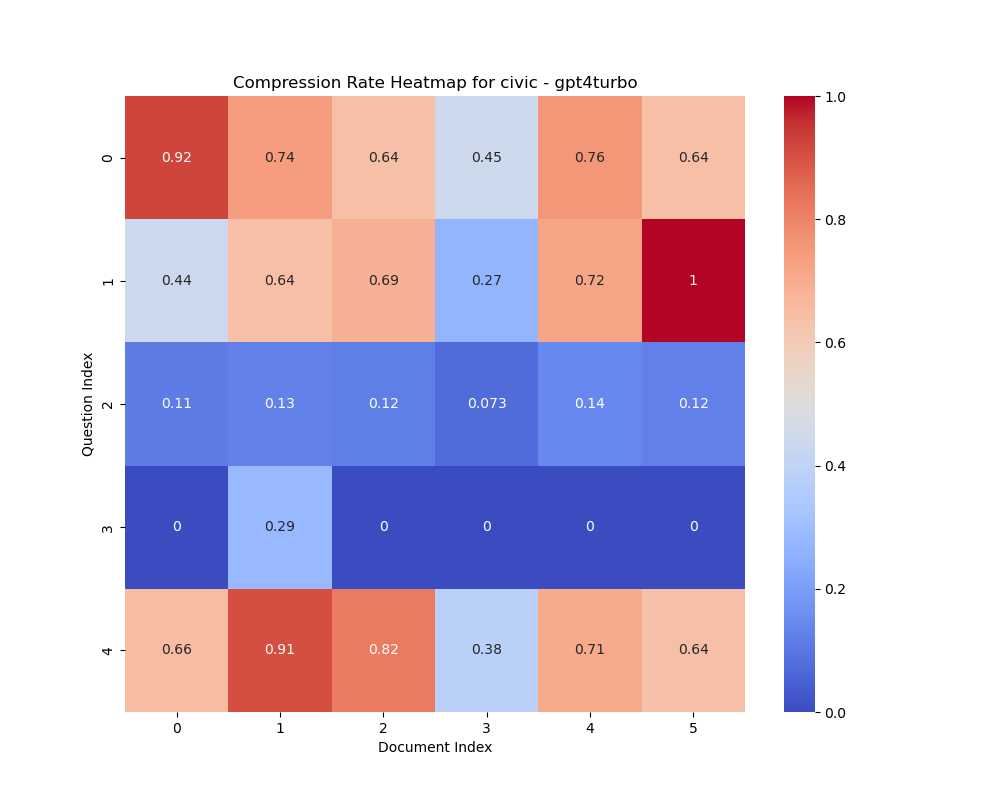 Compression Rate Heatmap for civic - gpt4turbo
1.0
0 0.92 0.74 0.64 0.45 0.76 0.64
0.8
1 0.44 0.64 0.69 0.27 0.72 1
0.6
Question Index
2 0.11 0.13 0.12 0.073 0.14 0.12
0.4
3 0 0.29 0 0 0 0
0.2
4 0.66 0.91 0.82 0.38 0.71 0.64
0.0
0 1 2 3 4 5
Document Index